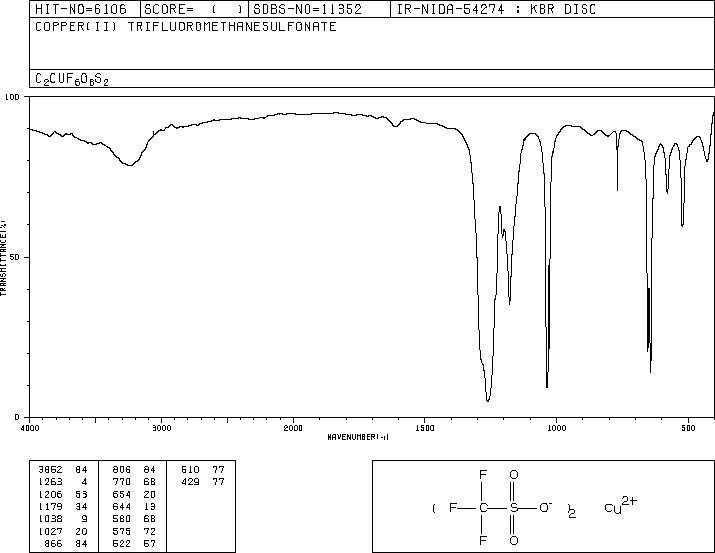 HIT-NO=6106 SCORE= ( ) SDBS-NO=11352 IR-NIDA-54274 : KBR DISC
COPPER(II) TRIFLUOROMETHANESULFONATE
C2CUF6O6S2
100
50
0
TRANSMITTANCE(%)
4000 3000 2000 1500 1000 500
WAVENUMBER(-1)
3862 84 806 84 510 77
1263 4 770 68 429 77
1206 53 654 20
1179 34 644 13
1038 9 580 68
1027 20 575 72
866 84 522 57
F O
( F C S O- )2 Cu2+
F O